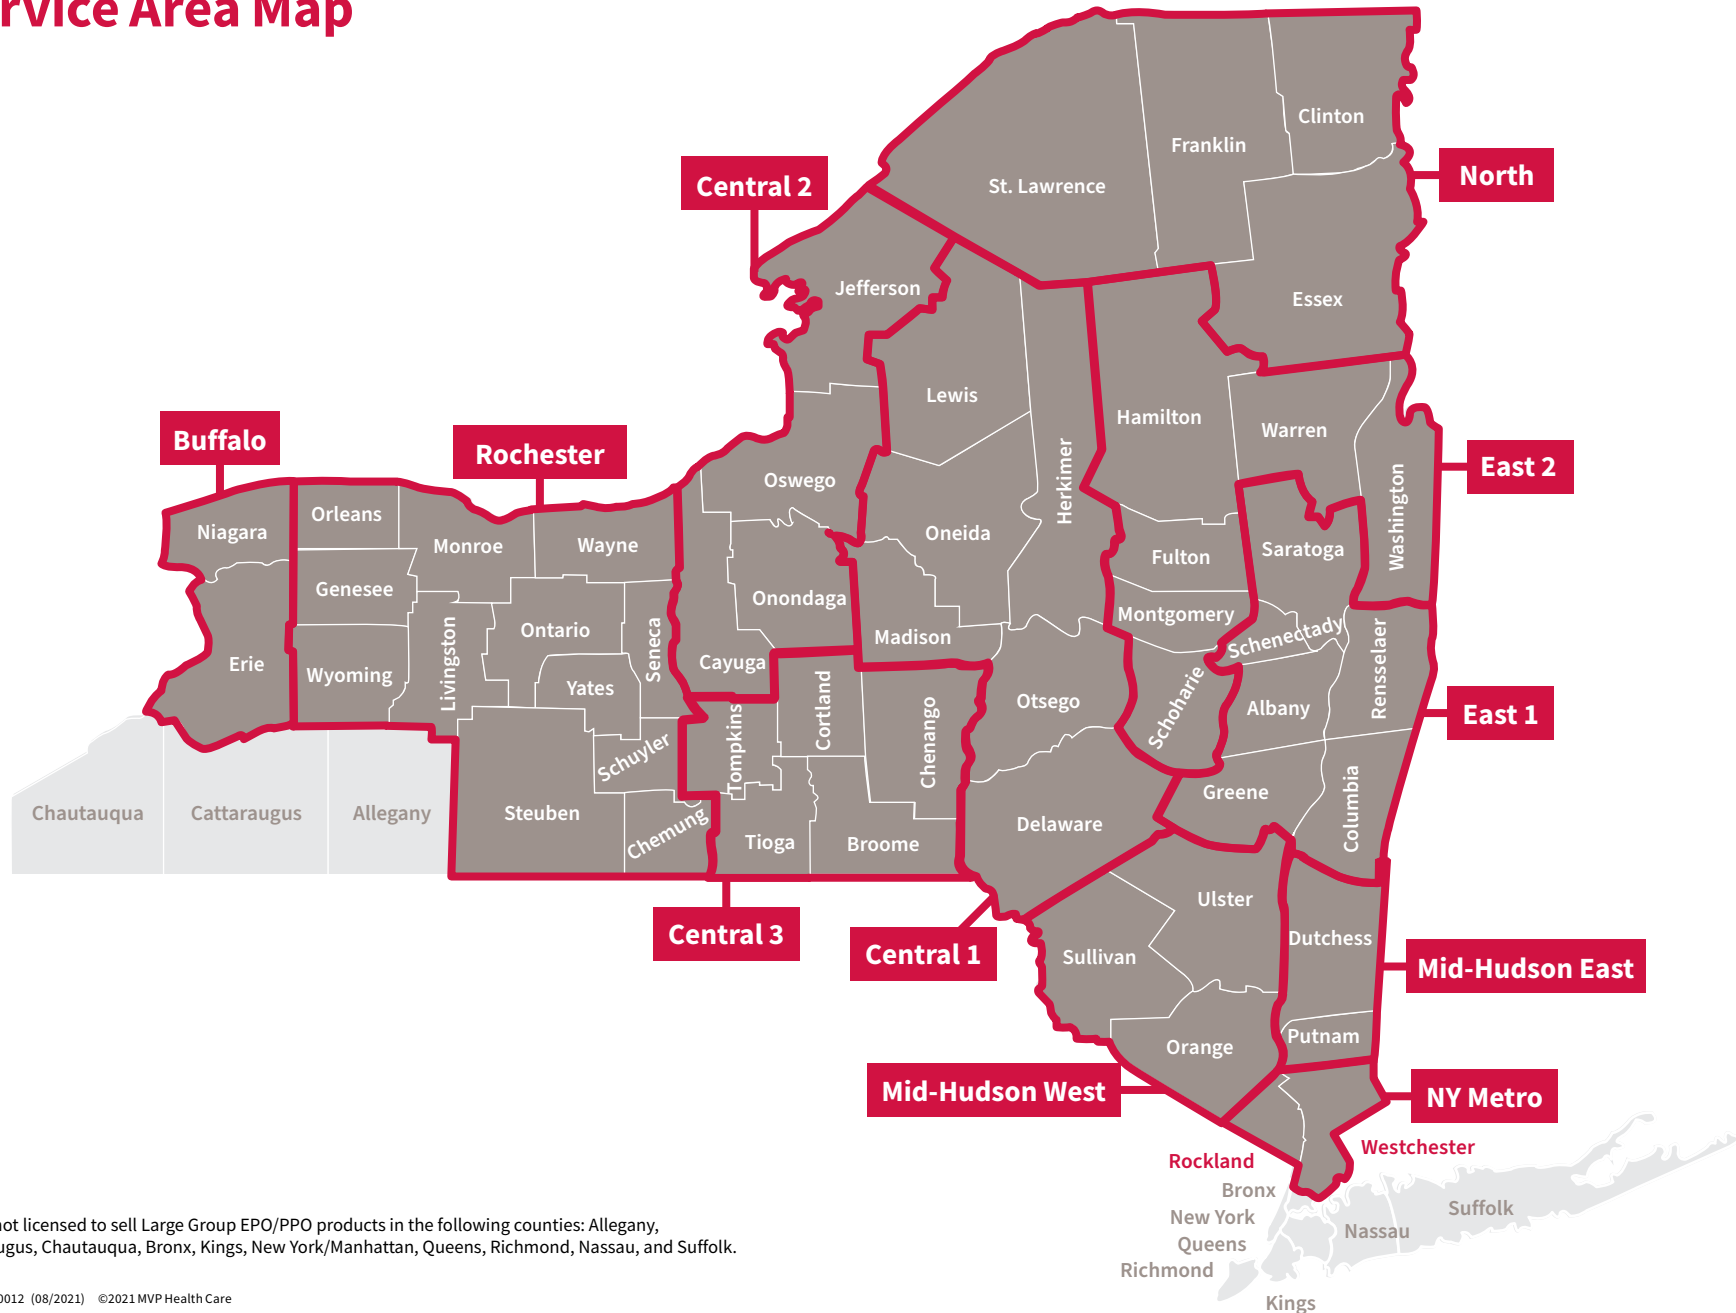 rvice Area Map
Clinton
Franklin
North
Central 2
St. Lawrence
Jefferson
Essex
Lewis
Hamilton
Warren
Buffalo
Rochester
East 2
Oswego
Herkimer
Washington
Orleans
Niagara
Monroe
Wayne
Oneida
Saratoga
Fulton
Genesee
Onondaga
Montgomery
Ontario
Madison
Schenectady
Livingston
Seneca
Erie
Cayuga
Rensselaer
Wyoming
Yates
Otsego
Schoharie
Albany
East 1
Cortland
Tompkins
Chenango
Schuyler
Greene
Columbia
Chautauqua
Cattaraugus
Allegany
Steuben
Delaware
Chemung
Tioga
Broome
Ulster
Central 3
Central 1
Dutchess
Sullivan
Mid-Hudson East
Putnam
Orange
Mid-Hudson West
NY Metro
Westchester
Rockland
Bronx
Suffolk
New York
Nassau
Queens
Richmond
Kings
not licensed to sell Large Group EPO/PPO products in the following counties: Allegany,
ugus, Chautauqua, Bronx, Kings, New York/Manhattan, Queens, Richmond, Nassau, and Suffolk.
0012 (08/2021) ©2021 MVP Health Care